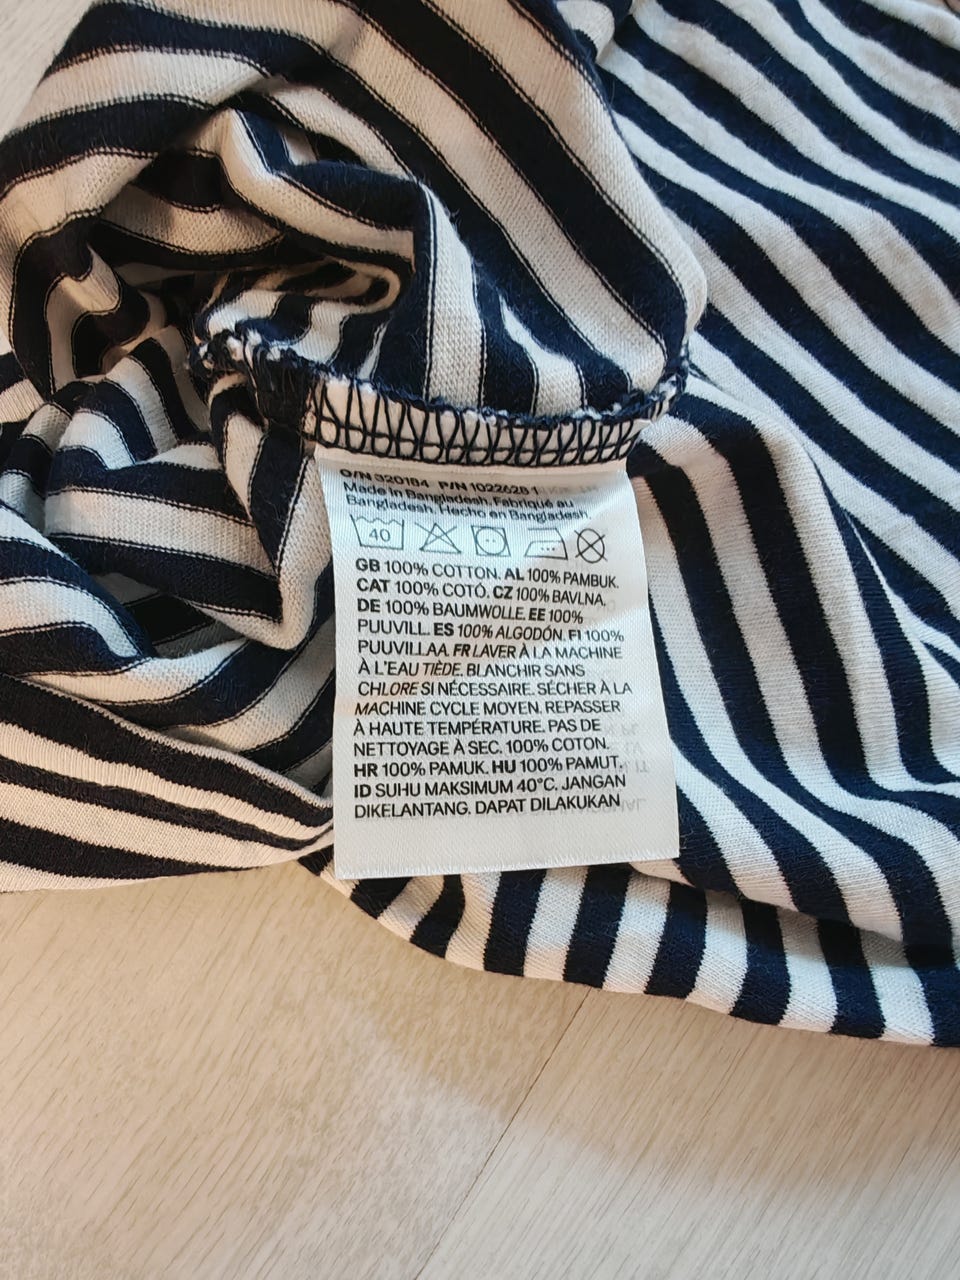 O/N 320184 P/N 1022628
Made in Bangladesh. Fabriqué au
Bangladesh. Hecho en Bangladesh
40
GB 100% COTTON. AL 100% PAMBUK.
CAT 100% COTÓ. CZ 100% BAVLNA.
DE 100% BAUMWOLLE. EE 100%
PUUVILL. ES 100% ALGODÓN. FI 100%
PUUVILLAA. FR LAVER À LA MACHINE
À L'EAU TIÈDE. BLANCHIR SANS
CHLORE SI NÉCESSAIRE. SÉCHER À LA
MACHINE CYCLE MOYEN. REPASSER
À HAUTE TEMPÉRATURE. PAS DE
NETTOYAGE À SEC. 100% COTON.
HR 100% PAMUK. HU 100% PAMUT.
ID SUHU MAKSIMUM 40°C. JANGAN
DIKELANTANG. DAPAT DILAKUKAN